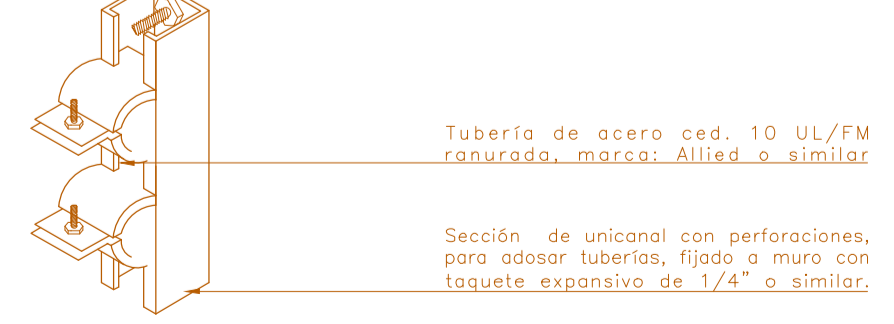 Tubería de acero ced. 10 UL/FM
ranurada, marca: Allied o similar
Sección de unicanal con perforaciones,
para adosar tuberías, fijado a muro con
taquete expansivo de 1/4" o similar.